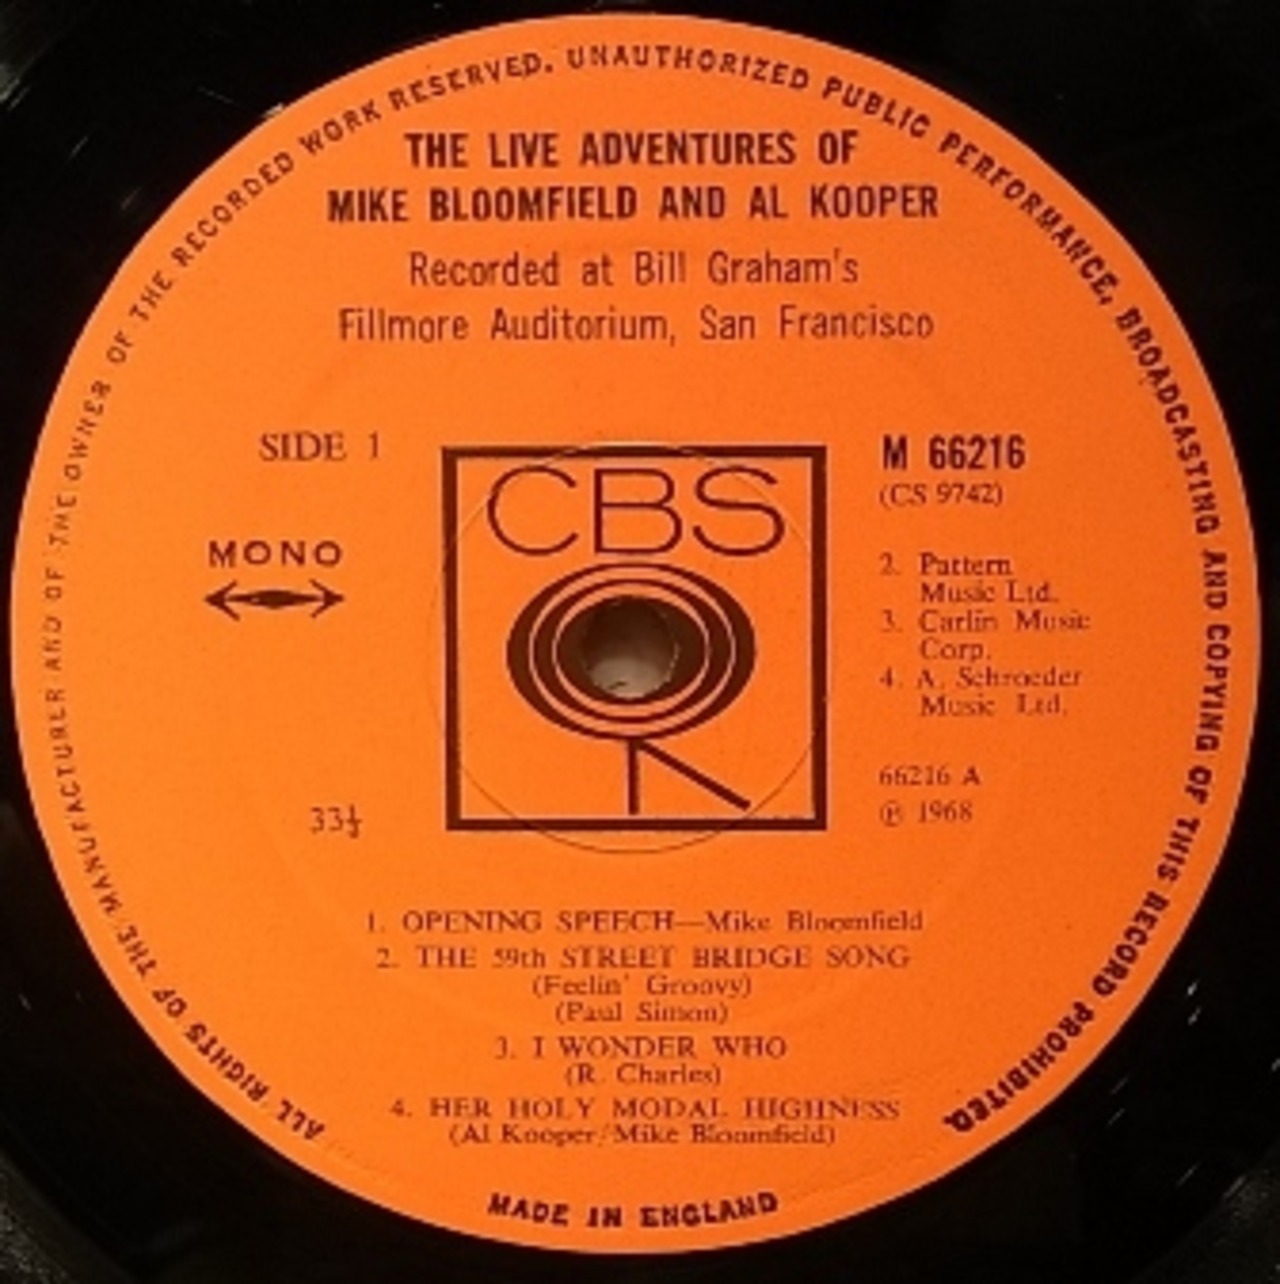 ALL RIGHTS OF THE MANUFACTURER AND OF THE OWNER OF THE RECORDED WORK RESERVED. UNAUTHORIZED PUBLIC PERFORMANCE, BROADCASTING AND COPYING OF THIS RECORD PROHIBITED.
THE LIVE ADVENTURES OF
MIKE BLOOMFIELD AND AL KOOPER
Recorded at Bill Graham's
Fillmore Auditorium, San Francisco
SIDE 1
MONO
33⅓
CBS
M 66216
(CS 9742)
2. Pattern
Music Ltd.
3. Carlin Music
Corp.
4. A. Schroeder
Music Ltd.
66216 A
℗ 1968
1. OPENING SPEECH—Mike Bloomfield
2. THE 59th STREET BRIDGE SONG
(Feelin' Groovy)
(Paul Simon)
3. I WONDER WHO
(R. Charles)
4. HER HOLY MODAL HIGHNESS
(Al Kooper/Mike Bloomfield)
MADE IN ENGLAND